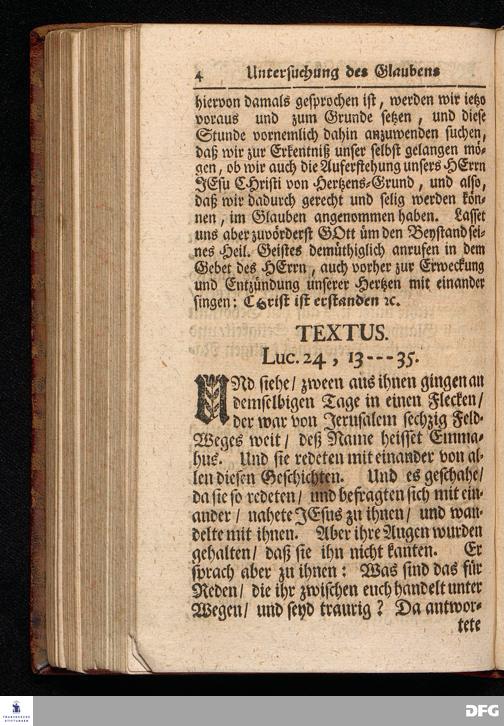 4 Untersuchung des Glaubens
hiervon damals gesprochen ist, werden wir ietzo
voraus und zum Grunde setzen, und diese
Stunde vornemlich dahin anzuwenden suchen,
daß wir zur Erkentniß unser selbst gelangen mö-
gen, ob wir auch die Auferstehung unsers HErrn
JEsu CHristi von Hertzens-Grund, und also,
daß wir dadurch gerecht und selig werden kön-
nen, im Glauben angenommen haben. Lasset
uns aber zuvörderst GOtt üm den Beystand sei-
nes Heil. Geistes demüthiglich anrufen in dem
Gebet des HErrn, auch vorher zur Erweckung
und Entzündung unserer Hertzen mit einander
singen: Christ ist erstanden ꝛc.
TEXTUS.
Luc. 24, 13---35.
UNd siehe/ zween aus ihnen gingen an
demselbigen Tage in einen Flecken/
der war von Jerusalem sechzig Feld-
Weges weit/ deß Name heisset Emma-
hus. Und sie redeten mit einander von al-
len diesen Geschichten. Und es geschahe/
da sie so redeten/ und befragten sich mit ein-
ander/ nahete JEsus zu ihnen/ und wan-
delte mit ihnen. Aber ihre Augen wurden
gehalten/ daß sie ihn nicht kanten. Er
sprach aber zu ihnen: Was sind das für
Reden/ die ihr zwischen euch handelt unter
Wegen/ und seyd traurig? Da antwor-
tete
FRANCKESCHE
STIFTUNGEN
DFG